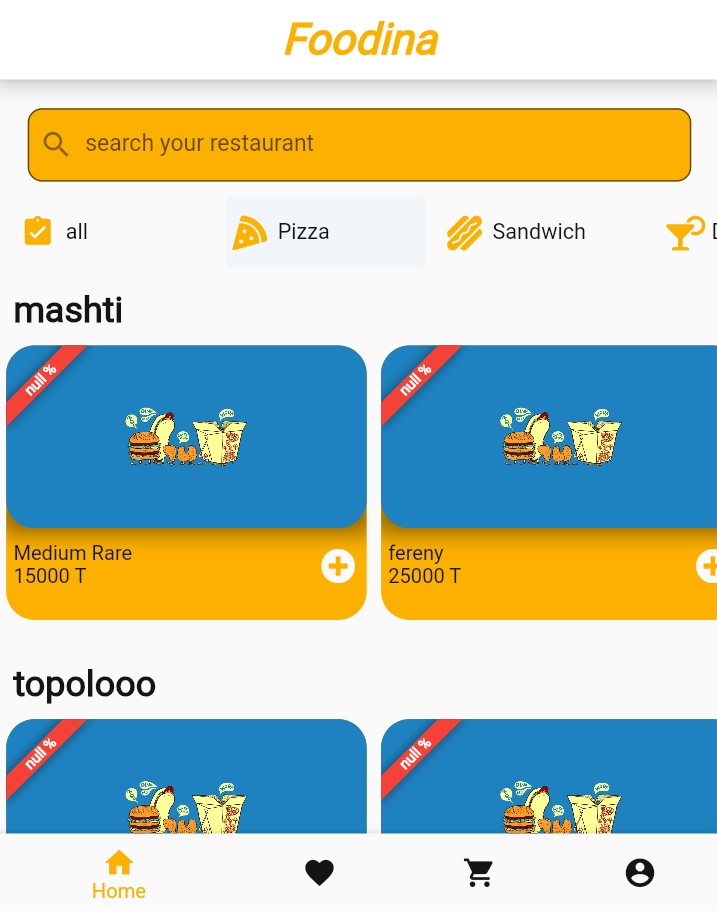 Foodina
search your restaurant
all
Pizza
Sandwich
D
mashti
null %
null %
Medium Rare
15000 T
fereny
25000 T
topolooo
null %
null %
Home